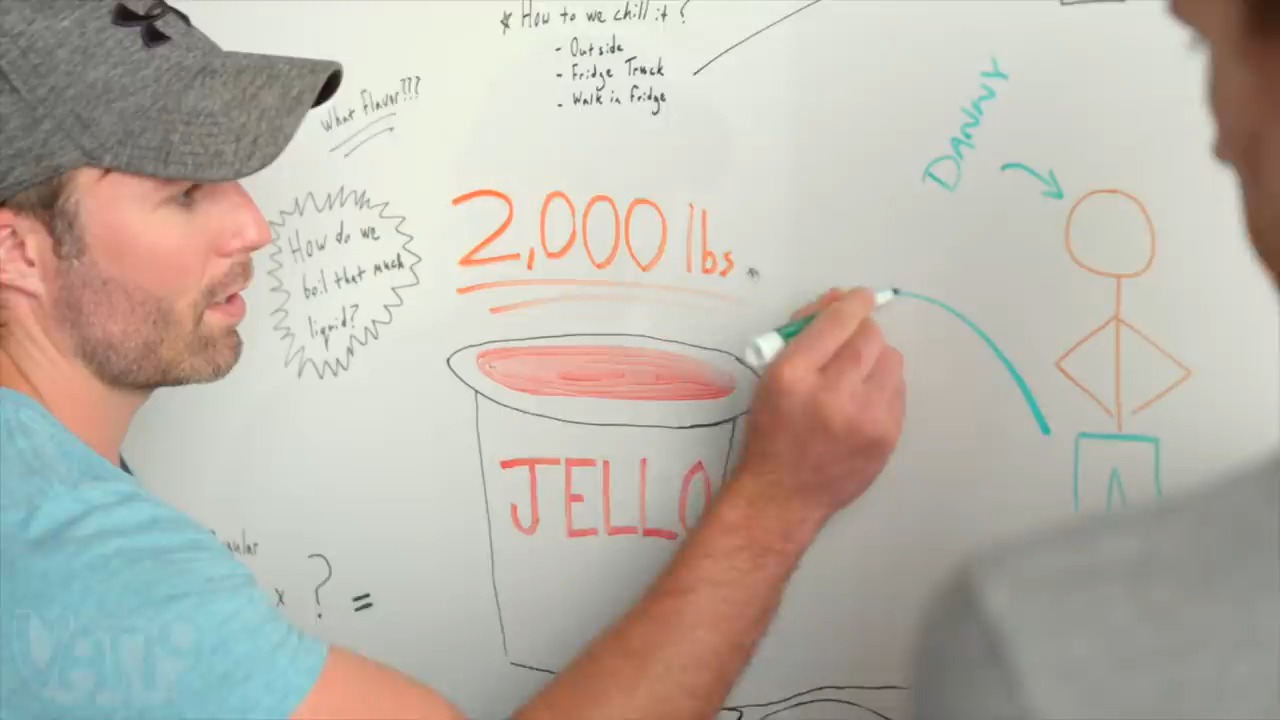 * How to we chill it?
- Outside
- Fridge Truck
- Walk in Fridge
What flavor???
DANNY
2,000 lbs.
How do we
boil that much
liquid?
JELLO
x ? =